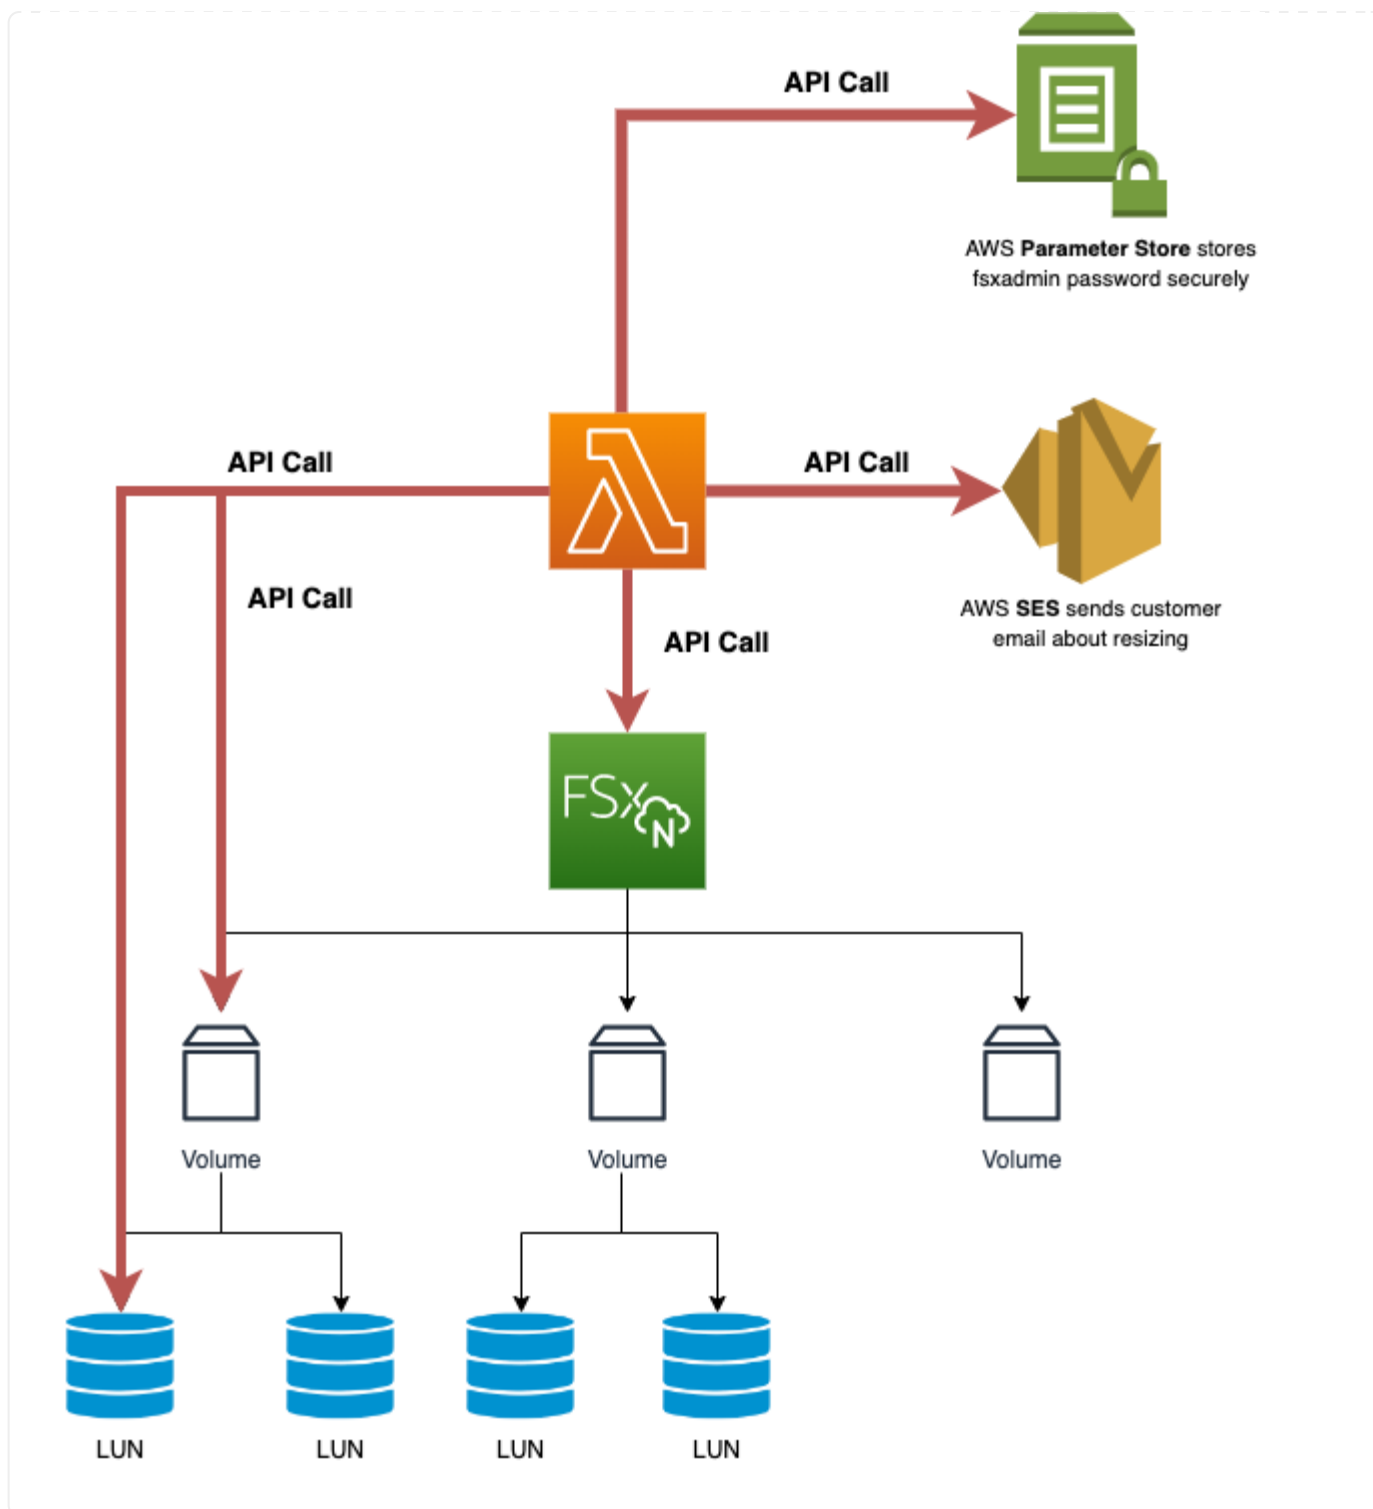 API Call
AWS Parameter Store stores
fsxadmin password securely
API Call
API Call
AWS SES sends customer
email about resizing
API Call
API Call
FSx
N
Volume
Volume
Volume
LUN
LUN
LUN
LUN